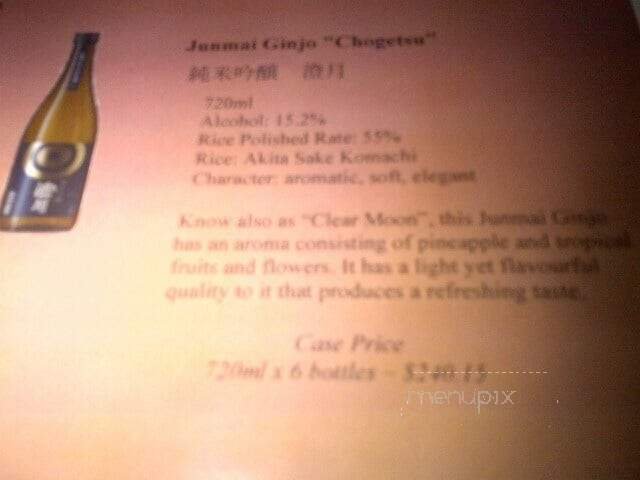 Junmai Ginjo "Chogetsu"
純米吟醸 澄月
720ml
Alcohol: 15.2%
Rice Polished Rate: 55%
Rice: Akita Sake Komachi
Character: aromatic, soft, elegant
Know also as "Clear Moon", this Junmai Ginjo
has an aroma consisting of pineapple and tropical
fruits and flowers. It has a light yet flavourful
quality to it that produces a refreshing taste.
Case Price
720ml x 6 bottles – $240.15
menupix